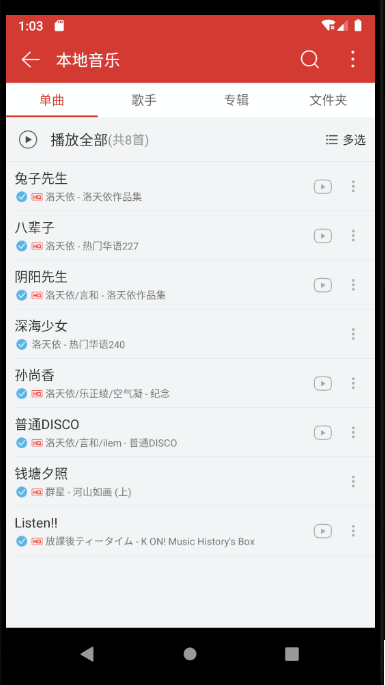 1:03
本地音乐
单曲 歌手 专辑 文件夹
播放全部(共8首) 多选
兔子先生
HQ 洛天依 - 洛天依作品集
八辈子
HQ 洛天依 - 热门华语227
阴阳先生
HQ 洛天依/言和 - 洛天依作品集
深海少女
洛天依 - 热门华语240
孙尚香
HQ 洛天依/乐正绫/空气凝 - 纪念
普通DISCO
HQ 洛天依/言和/ilem - 普通DISCO
钱塘夕照
HQ 群星 - 河山如画 (上)
Listen!!
HQ 放課後ティータイム - K ON! Music History's Box